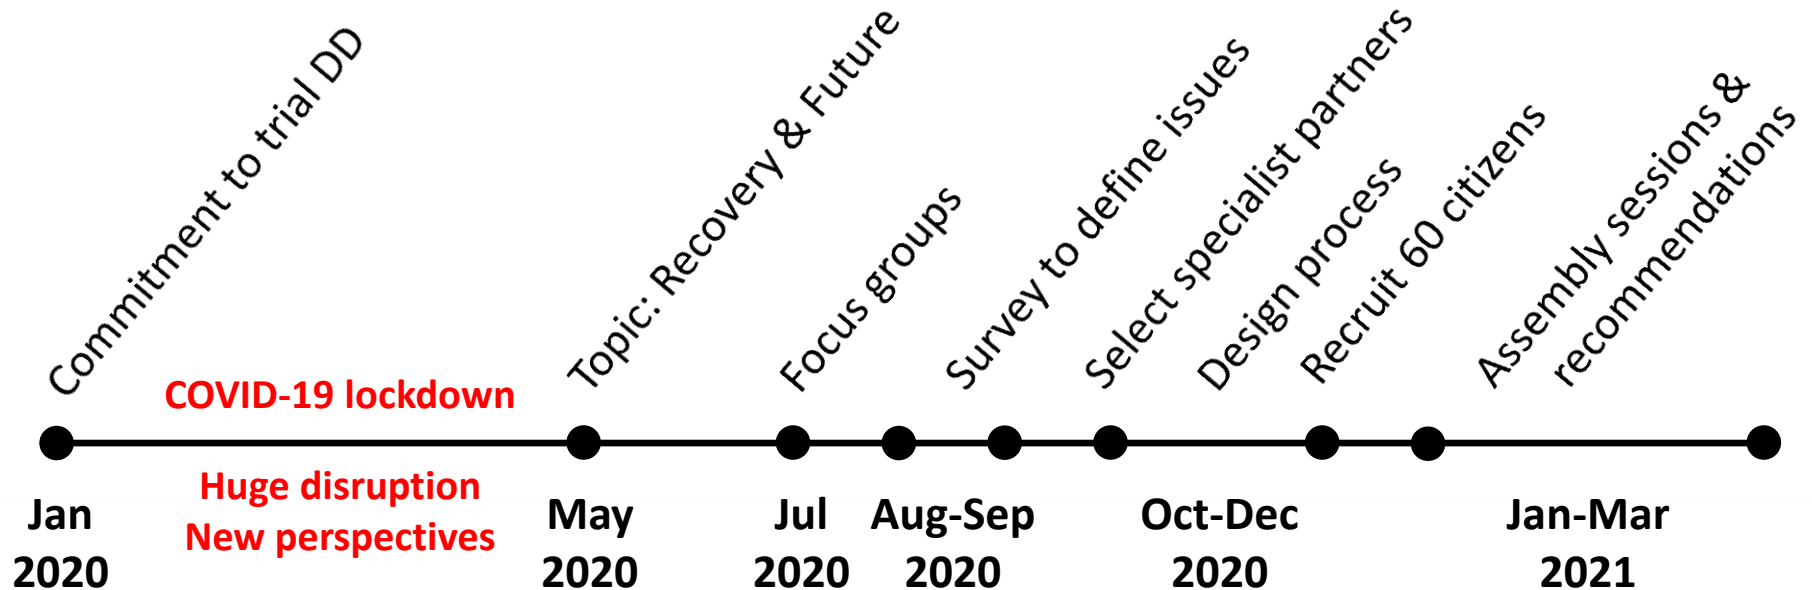 Commitment to trial DD
Topic: Recovery & Future
Focus groups
Survey to define issues
Select specialist partners
Design process
Recruit 60 citizens
Assembly sessions &
recommendations
COVID-19 lockdown
Huge disruption
New perspectives
Jan
2020
May
2020
Jul
2020
Aug-Sep
2020
Oct-Dec
2020
Jan-Mar
2021